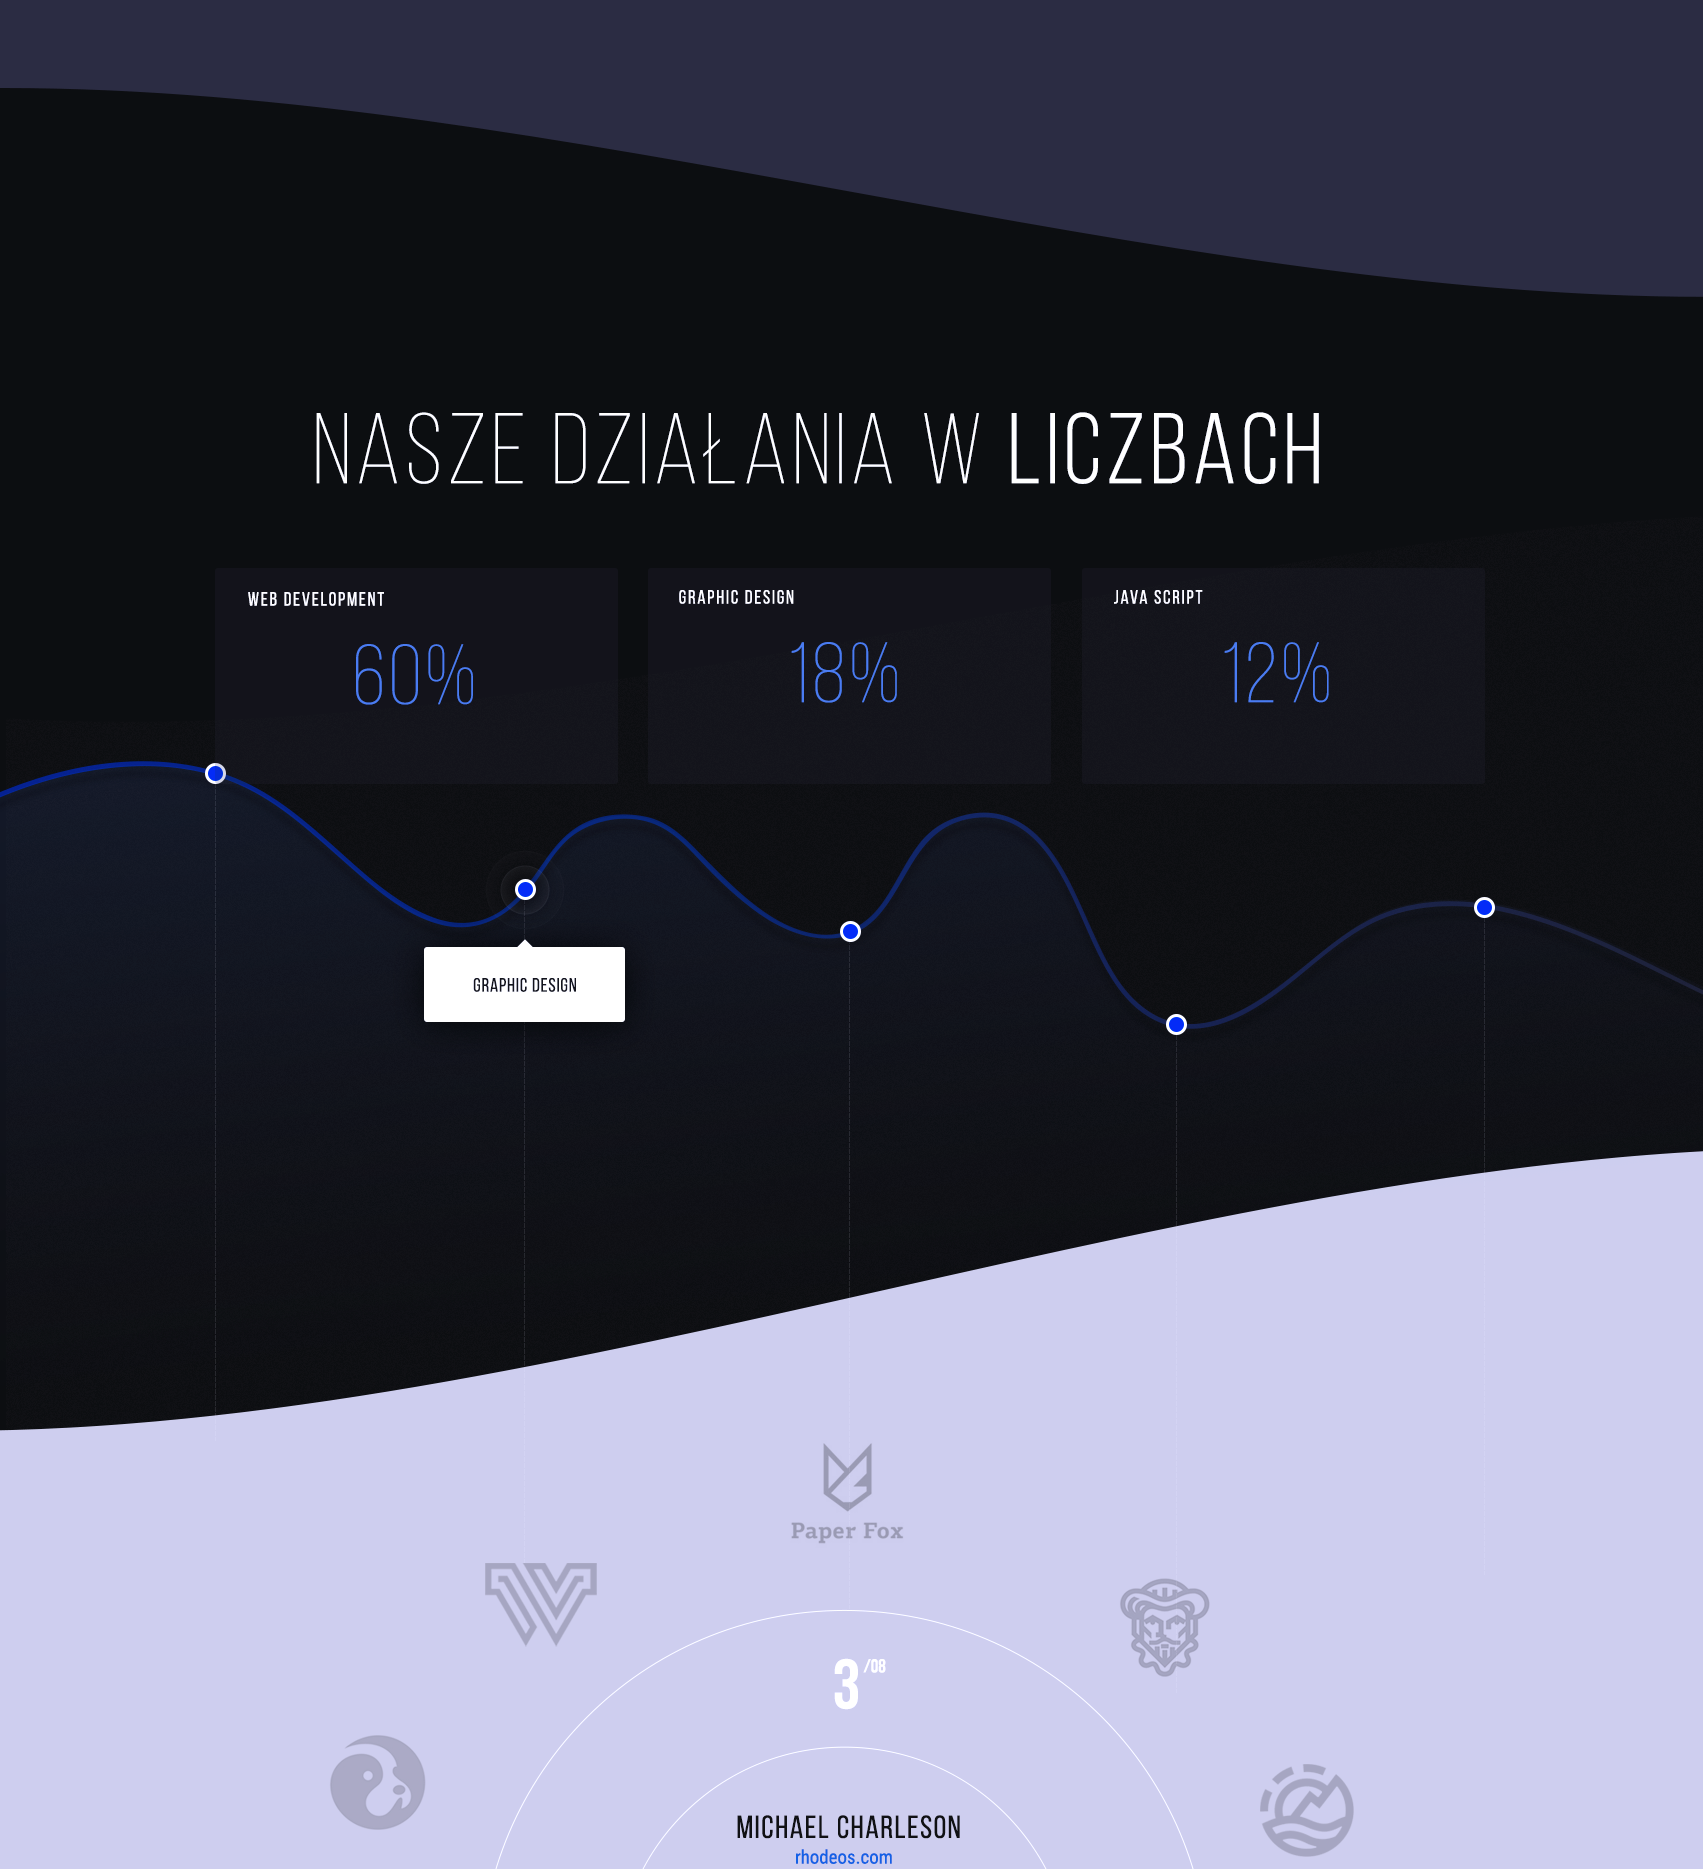 NASZE DZIAŁANIA W LICZBACH
WEB DEVELOPMENT
60%
GRAPHIC DESIGN
18%
JAVA SCRIPT
12%
GRAPHIC DESIGN
Paper Fox
3/08
MICHAEL CHARLESON
rhodeos.com